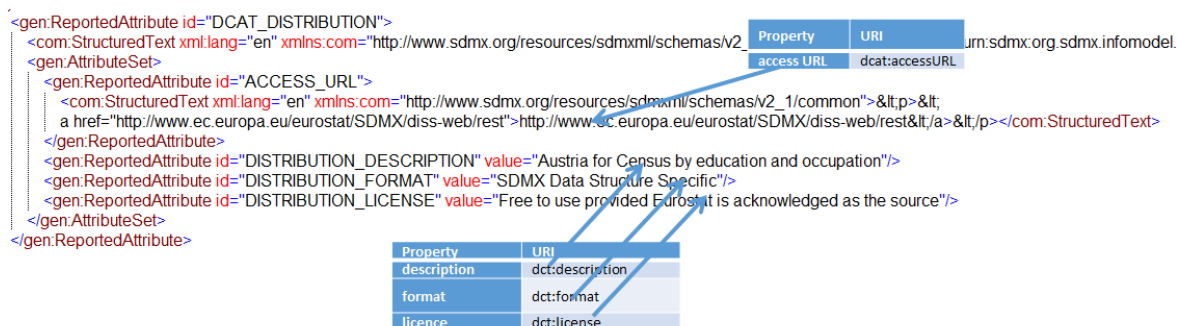 <gen:ReportedAttribute id="DCAT_DISTRIBUTION">
<com:StructuredText xml:lang="en" xmlns:com="http://www.sdmx.org/resources/sdmxml/schemas/v2_ urn:sdmx:org.sdmx.infomodel.
<gen:AttributeSet>
<gen:ReportedAttribute id="ACCESS_URL">
<com:StructuredText xml:lang="en" xmlns:com="http://www.sdmx.org/resources/sdmxml/schemas/v2_1/common">&lt;p>&lt;
a href="http://www.ec.europa.eu/eurostat/SDMX/diss-web/rest">http://www.ec.europa.eu/eurostat/SDMX/diss-web/rest&lt;/a>&lt;/p></com:StructuredText>
</gen:ReportedAttribute>
<gen:ReportedAttribute id="DISTRIBUTION_DESCRIPTION" value="Austria for Census by education and occupation"/>
<gen:ReportedAttribute id="DISTRIBUTION_FORMAT" value="SDMX Data Structure Specific"/>
<gen:ReportedAttribute id="DISTRIBUTION_LICENSE" value="Free to use provided Eurostat is acknowledged as the source"/>
</gen:AttributeSet>
</gen:ReportedAttribute>
Property URI
access URL dcat:accessURL
Property URI
description dct:description
format dct:format
licence dct:license